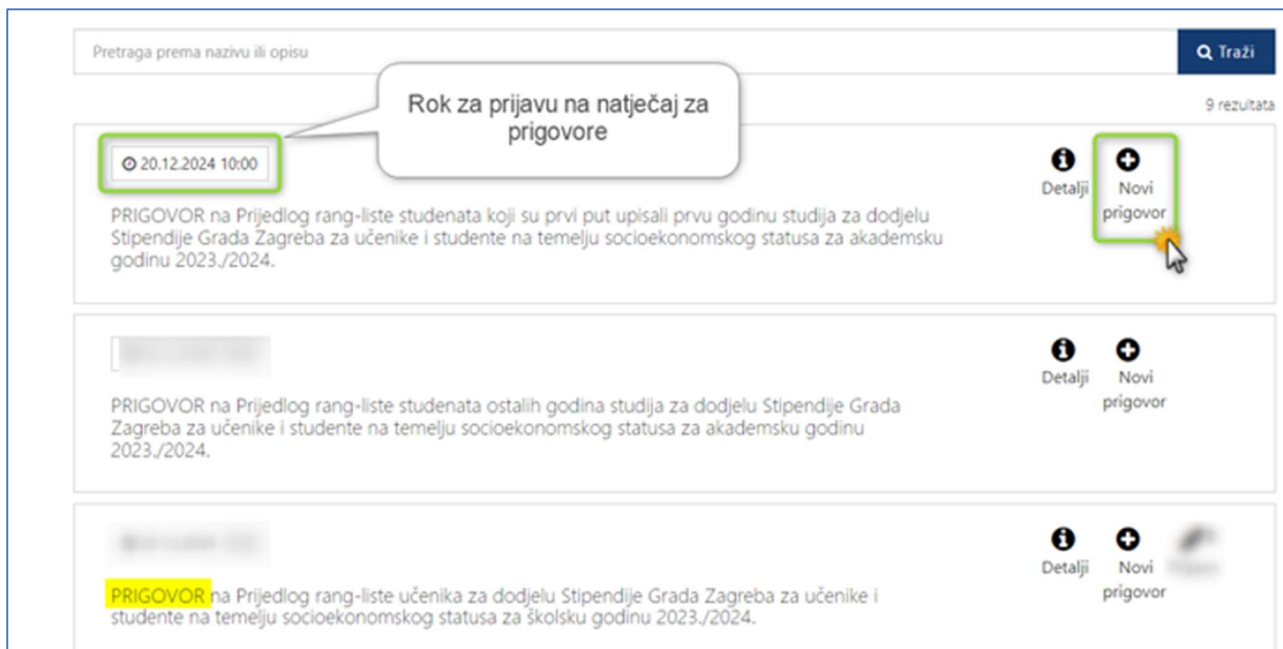 Pretraga prema nazivu ili opisu
Traži
9 rezultata
Rok za prijavu na natječaj za
prigovore
20.12.2024 10:00
Detalji
Novi
prigovor
PRIGOVOR na Prijedlog rang-liste studenata koji su prvi put upisali prvu godinu studija za dodjelu
Stipendije Grada Zagreba za učenike i studente na temelju socioekonomskog statusa za akademsku
godinu 2023./2024.
Detalji
Novi
prigovor
PRIGOVOR na Prijedlog rang-liste studenata ostalih godina studija za dodjelu Stipendije Grada
Zagreba za učenike i studente na temelju socioekonomskog statusa za akademsku godinu
2023./2024.
Detalji
Novi
prigovor
PRIGOVOR na Prijedlog rang-liste učenika za dodjelu Stipendije Grada Zagreba za učenike i
studente na temelju socioekonomskog statusa za školsku godinu 2023./2024.